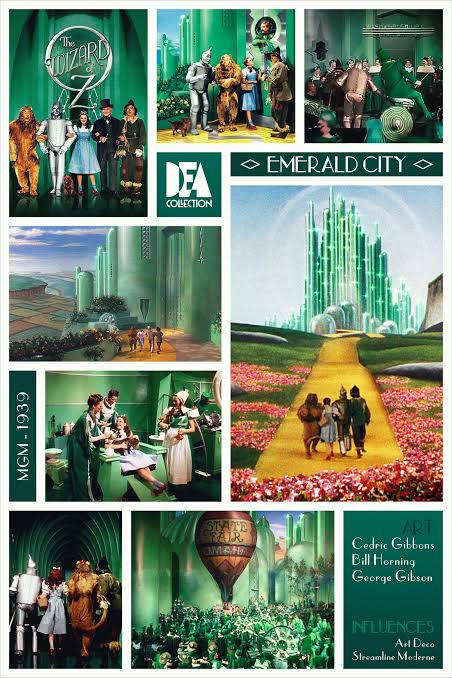 The
WIZARD
of
OZ
DEA
COLLECTION
EMERALD CITY
MGM - 1939
STATE
FAIR
OMAHA
ART
Cedric Gibbons
Bill Horning
George Gibson
INFLUENCES
Art Deco
Streamline Moderne